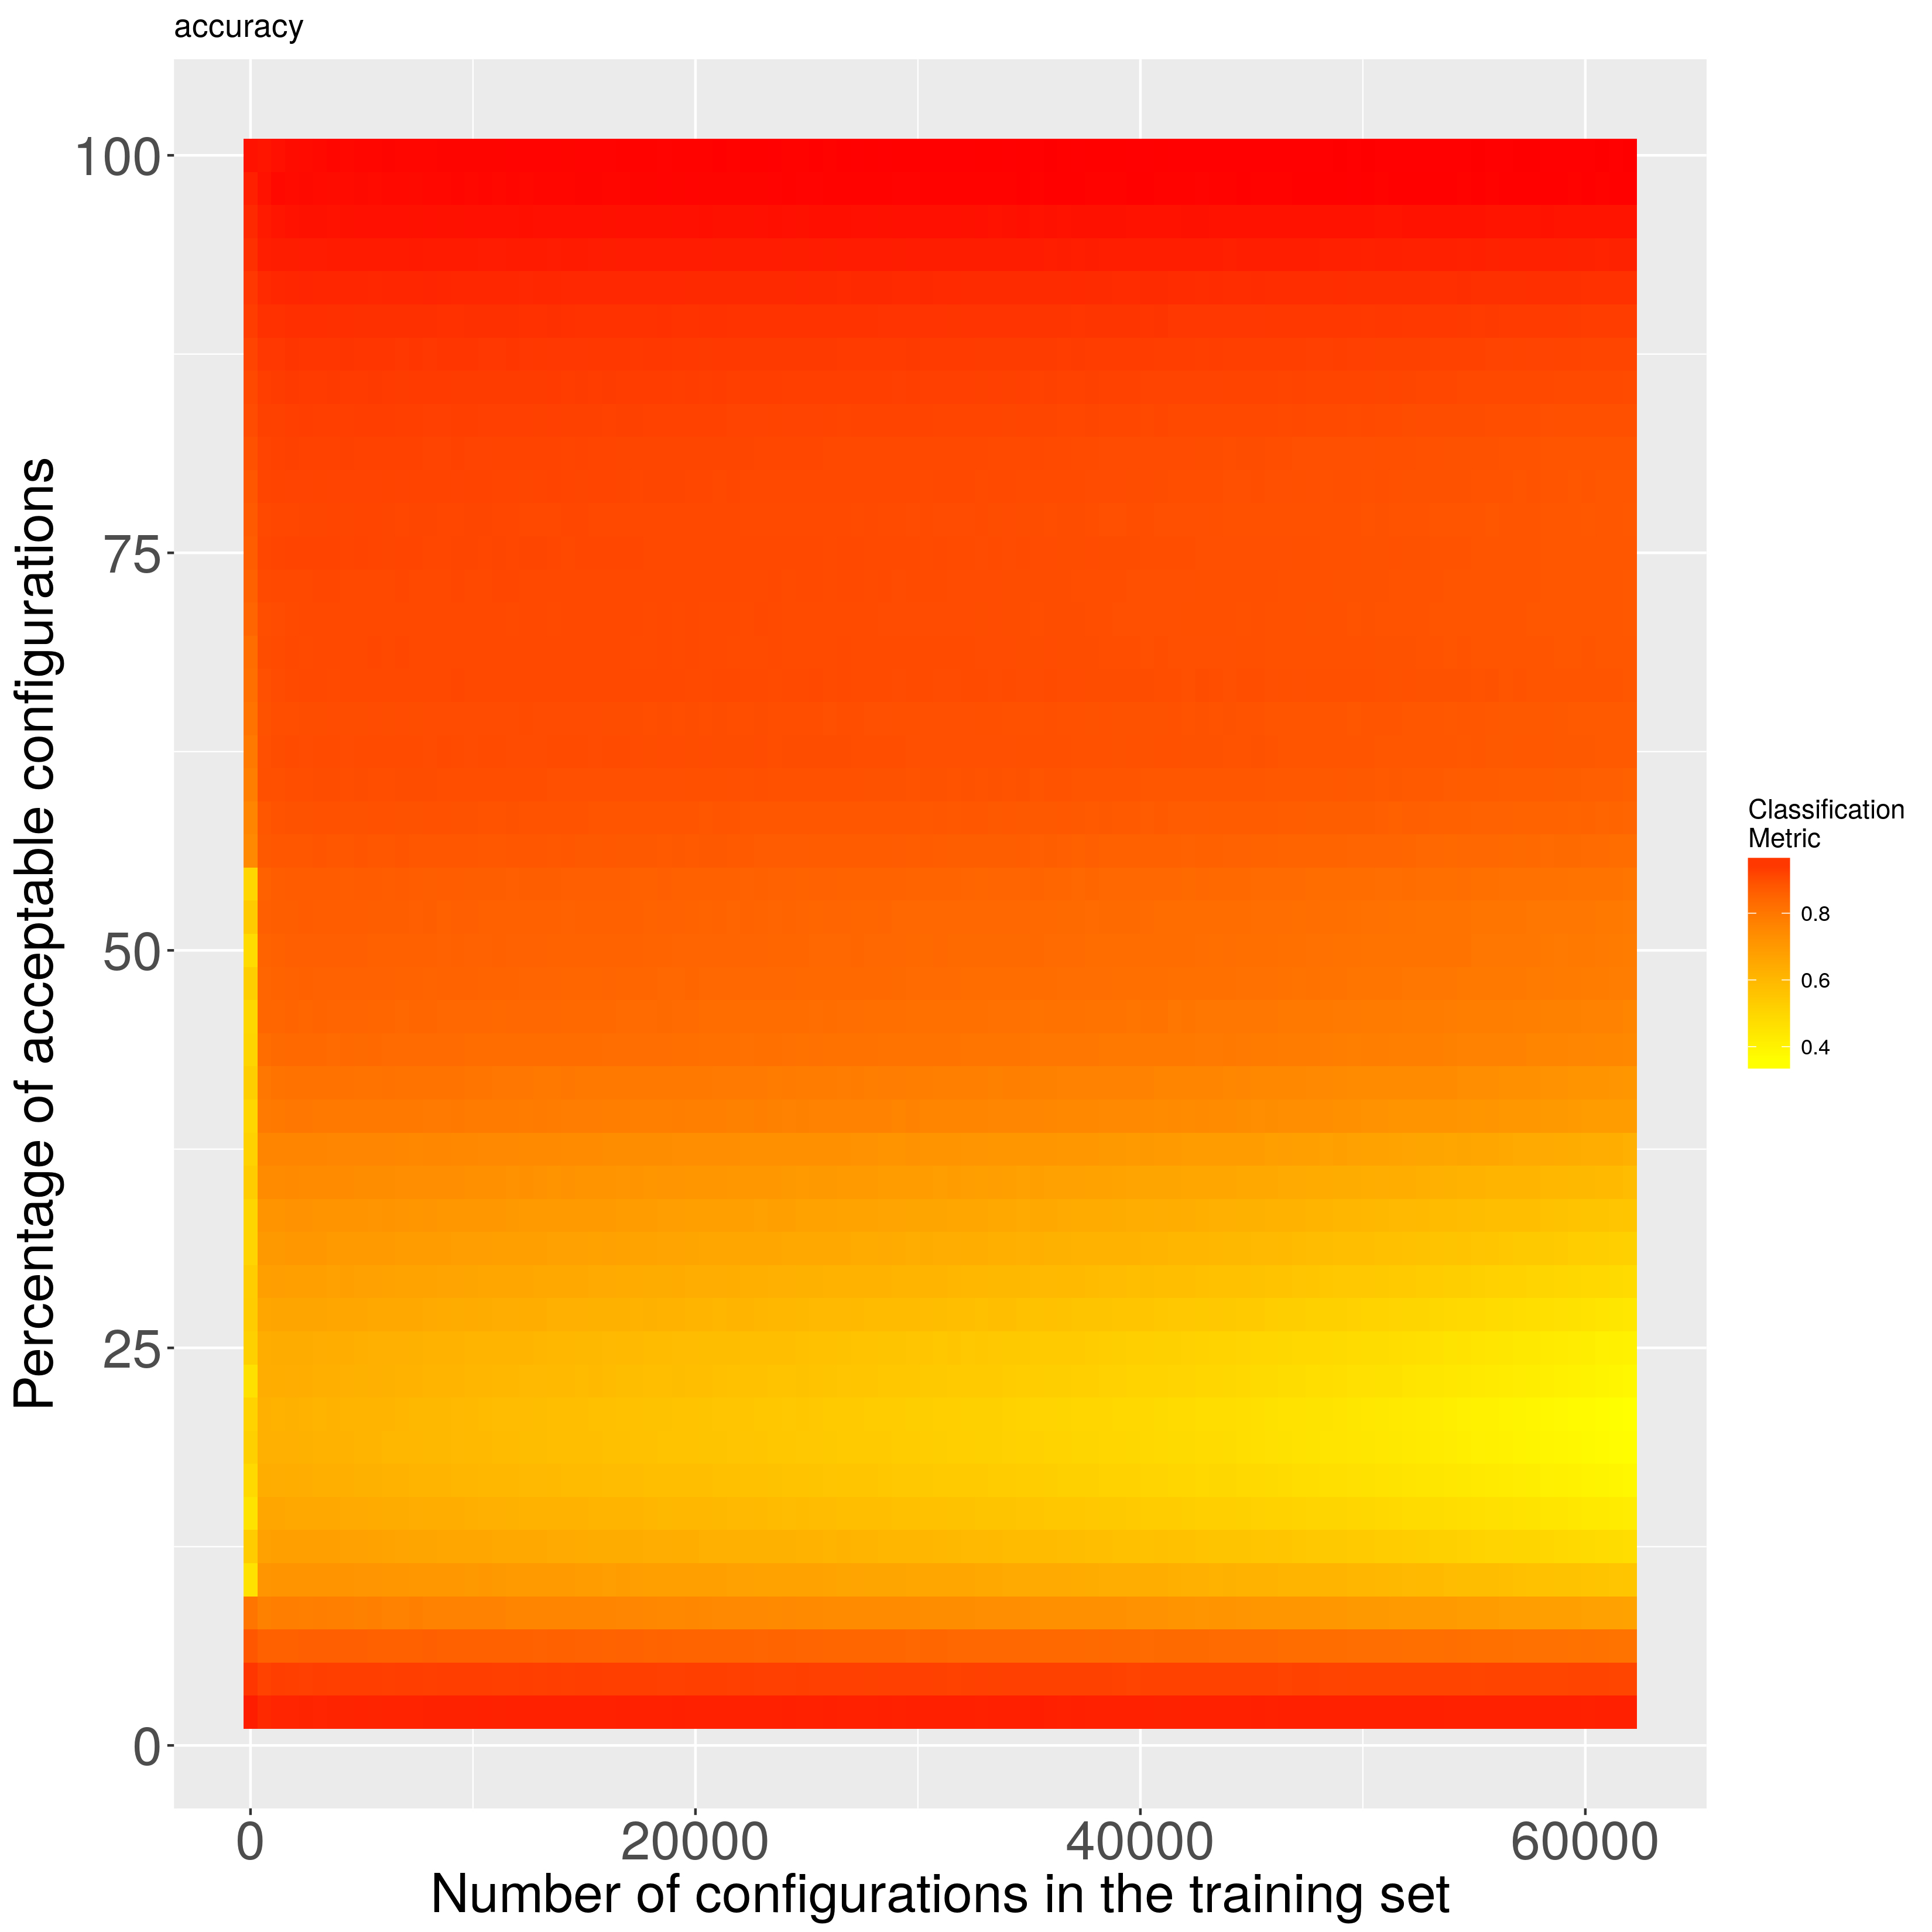 accuracy
Percentage of acceptable configurations
100
75
50
25
0
0 20000 40000 60000
Number of configurations in the training set
Classification
Metric
0.8
0.6
0.4